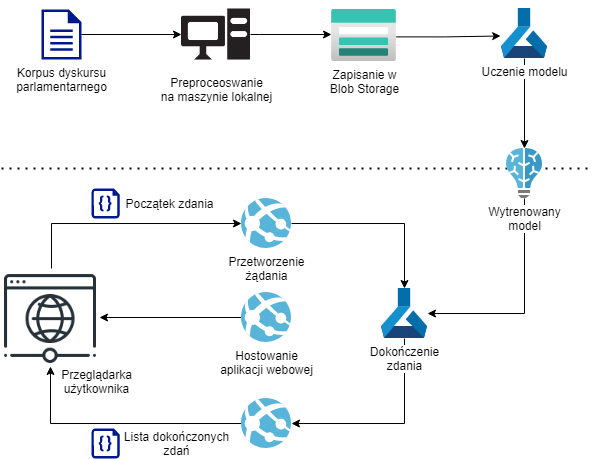 Korpus dyskursu
parlamentarnego
Preproceoswanie
na maszynie lokalnej
Zapisanie w
Blob Storage
Uczenie modelu
Wytrenowany
model
{} Początek zdania
Przetworzenie
żądania
Hostowanie
aplikacji webowej
Dokończenie
zdania
Przeglądarka
użytkownika
{} Lista dokończonych
zdań